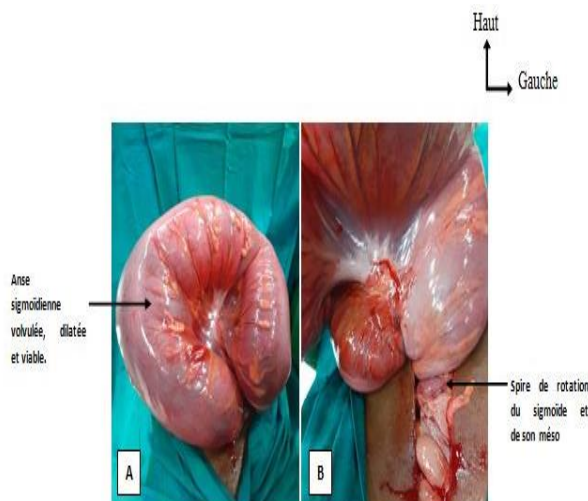 Haut
Gauche
Anse
sigmoïdienne
volvulée, dilatée
et viable.
A
B
Spire de rotation
du sigmoïde et
de son méso